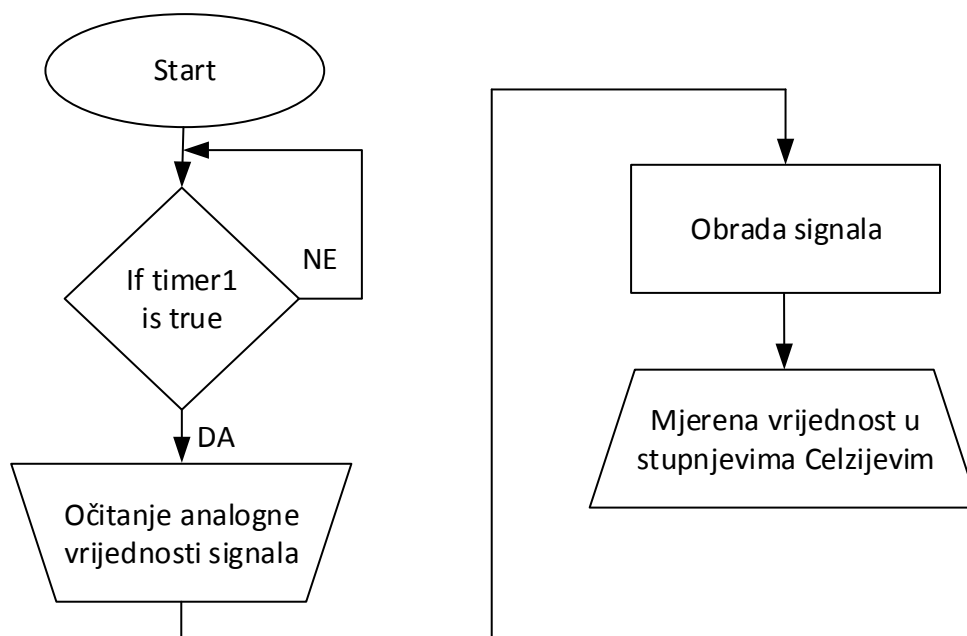 Start
If timer1
is true
NE
DA
Očitanje analogne
vrijednosti signala
Obrada signala
Mjerena vrijednost u
stupnjevima Celzijevim